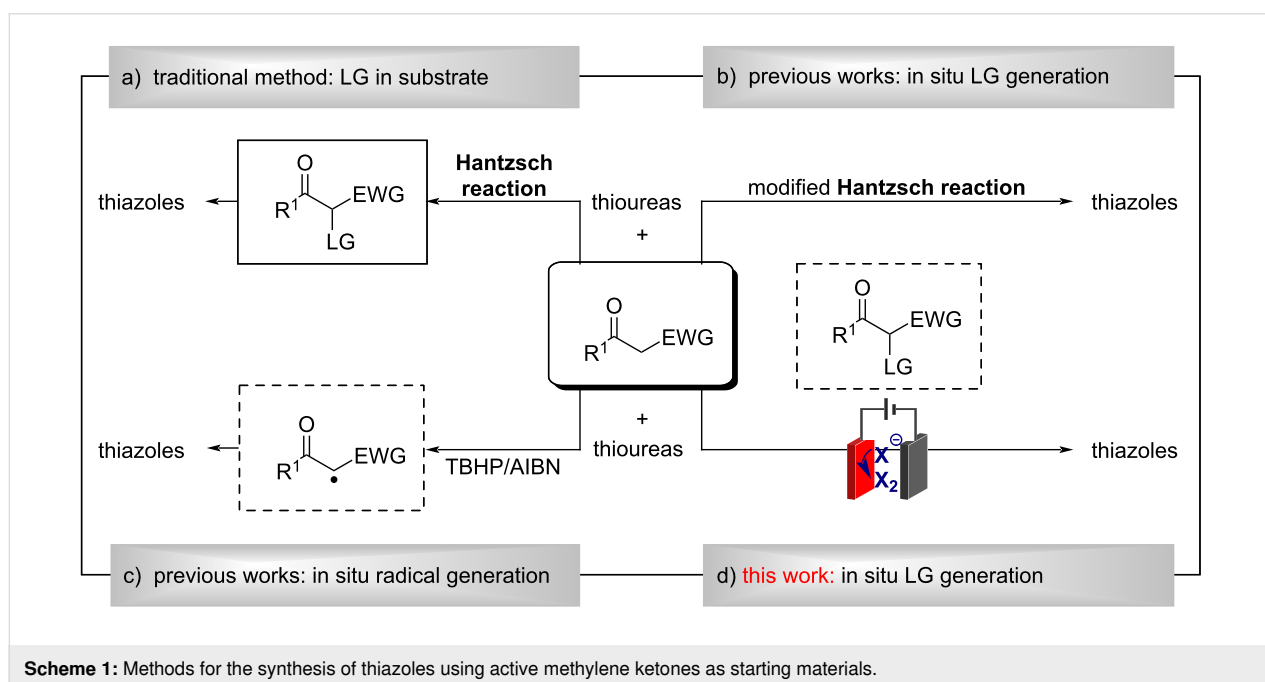 a) traditional method: LG in substrate
b) previous works: in situ LG generation
O
R1
EWG
LG
thiazoles
Hantzsch
reaction
thioureas
+
modified Hantzsch reaction
thiazoles
O
R1
EWG
O
R1
EWG
LG
O
R1
EWG
thiazoles
TBHP/AIBN
+
thioureas
X⊖
X2
thiazoles
c) previous works: in situ radical generation
d) this work: in situ LG generation
Scheme 1: Methods for the synthesis of thiazoles using active methylene ketones as starting materials.